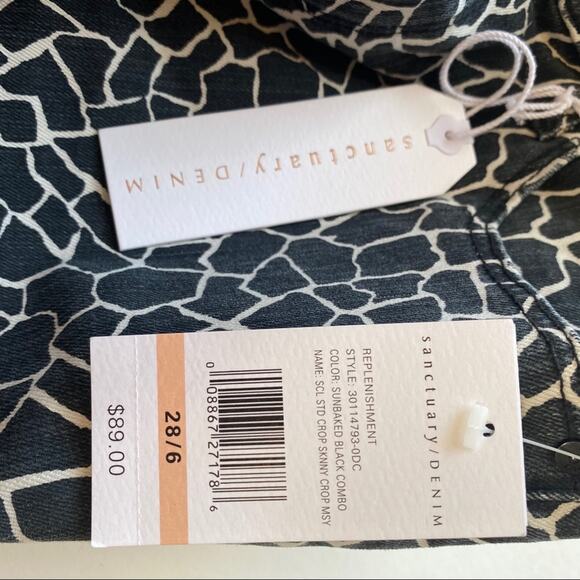 sanctuary/DENIM
sanctuary/DENIM
REPLENISHMENT
STYLE: 30114793-0DC
COLOR: SUNBAKED BLACK COMBO
NAME: SCL STD CROP SKNNY CROP MSY
0 08867 27178 6
28/6
$89.00